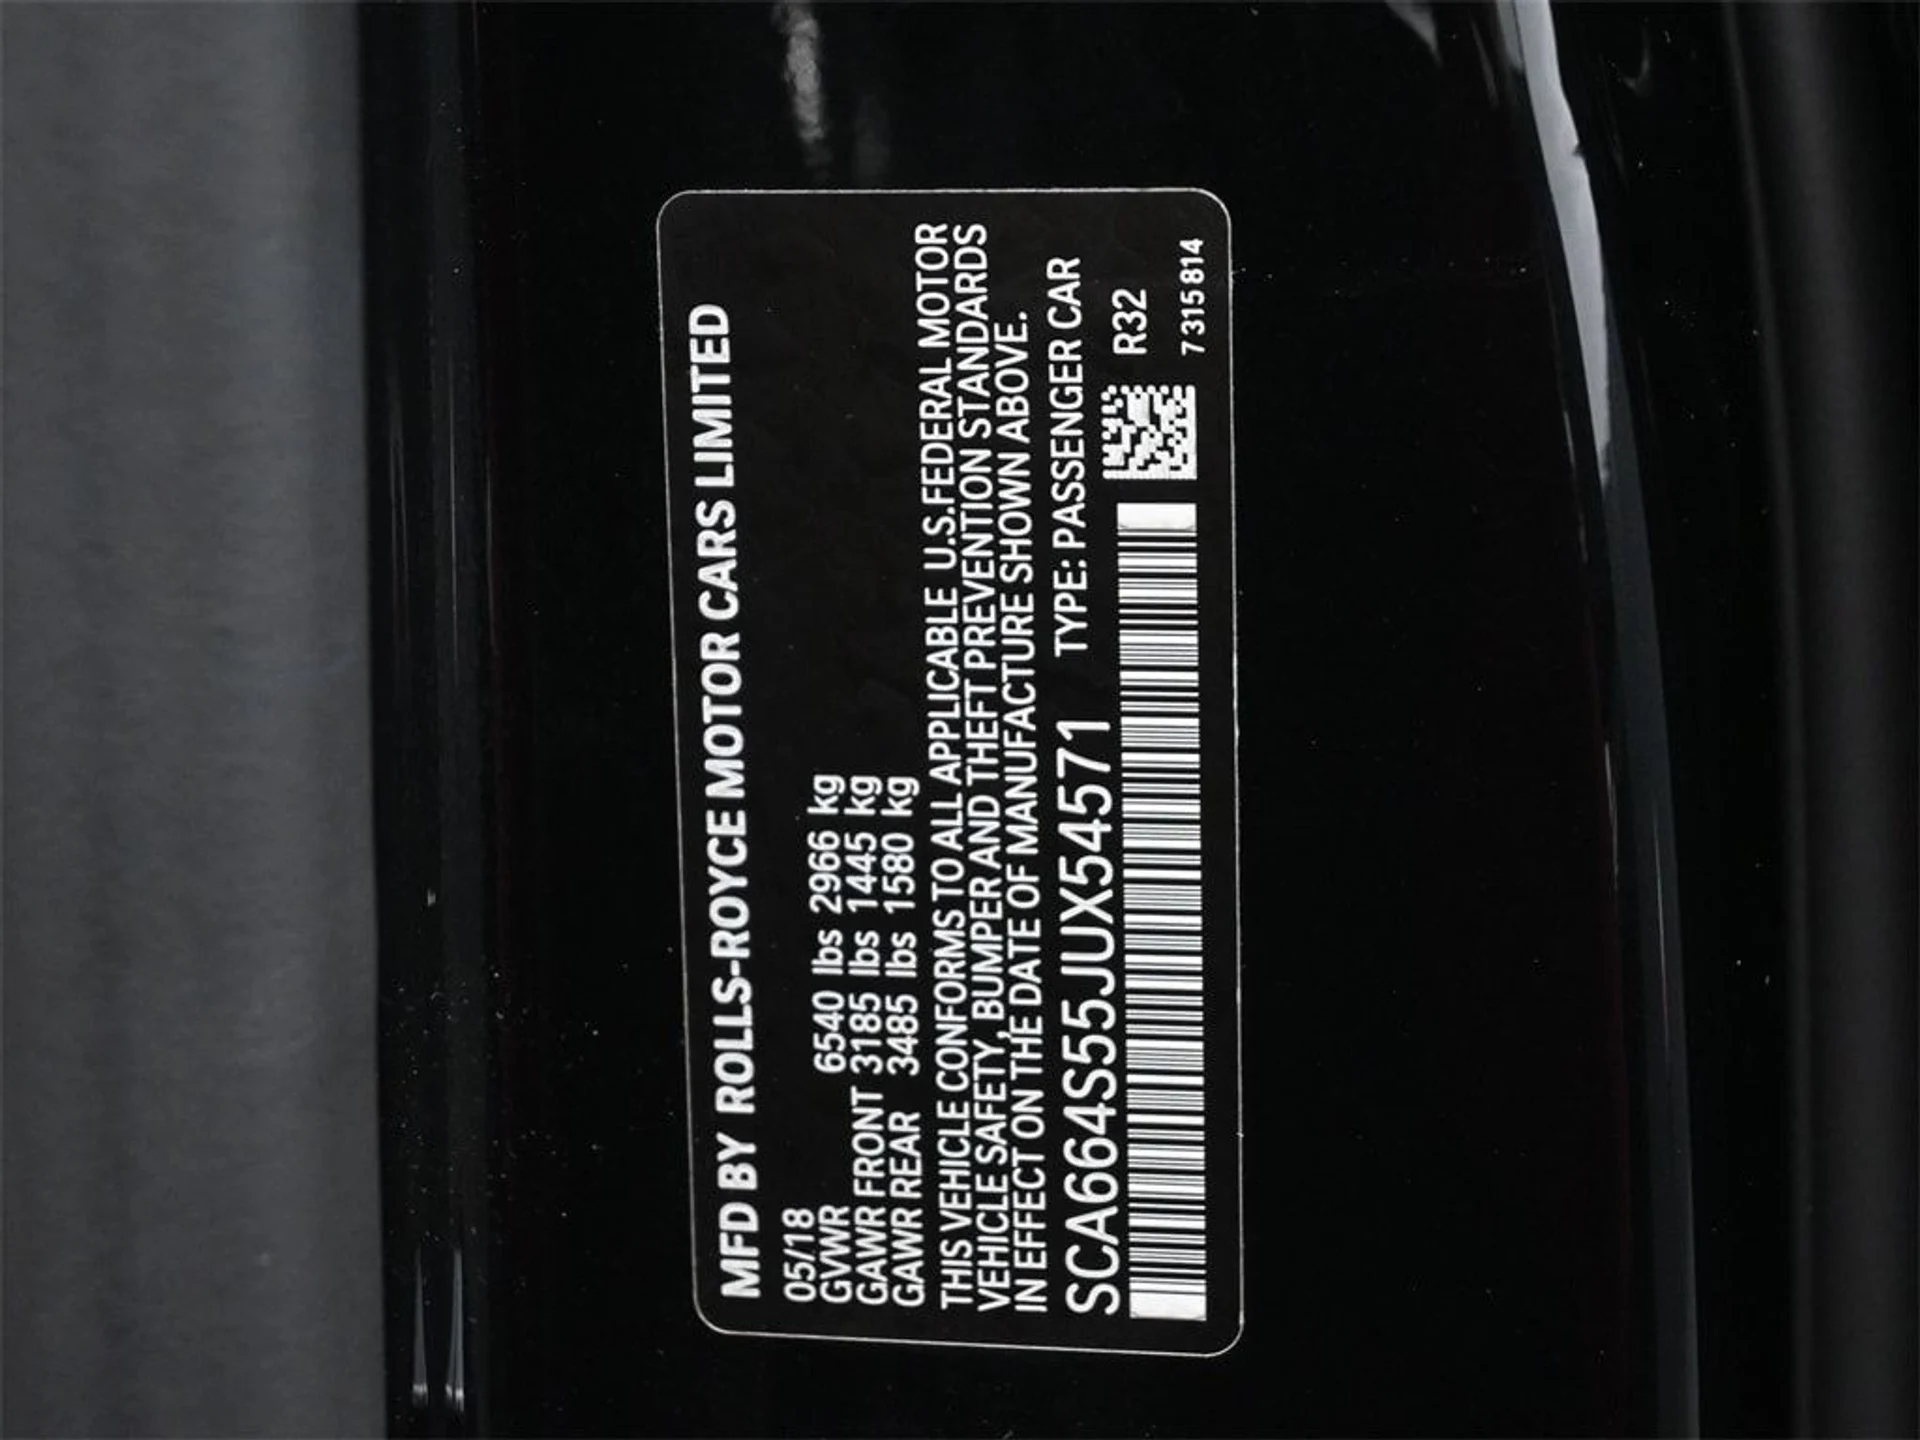 MFD BY ROLLS-ROYCE MOTOR CARS LIMITED
05/18
GVWR 6540 lbs 2966 kg
GAWR FRONT 3185 lbs 1445 kg
GAWR REAR 3485 lbs 1580 kg
THIS VEHICLE CONFORMS TO ALL APPLICABLE U.S.FEDERAL MOTOR
VEHICLE SAFETY, BUMPER AND THEFT PREVENTION STANDARDS
IN EFFECT ON THE DATE OF MANUFACTURE SHOWN ABOVE.
SCA664S55JUX54571 TYPE: PASSENGER CAR
R32
7315814